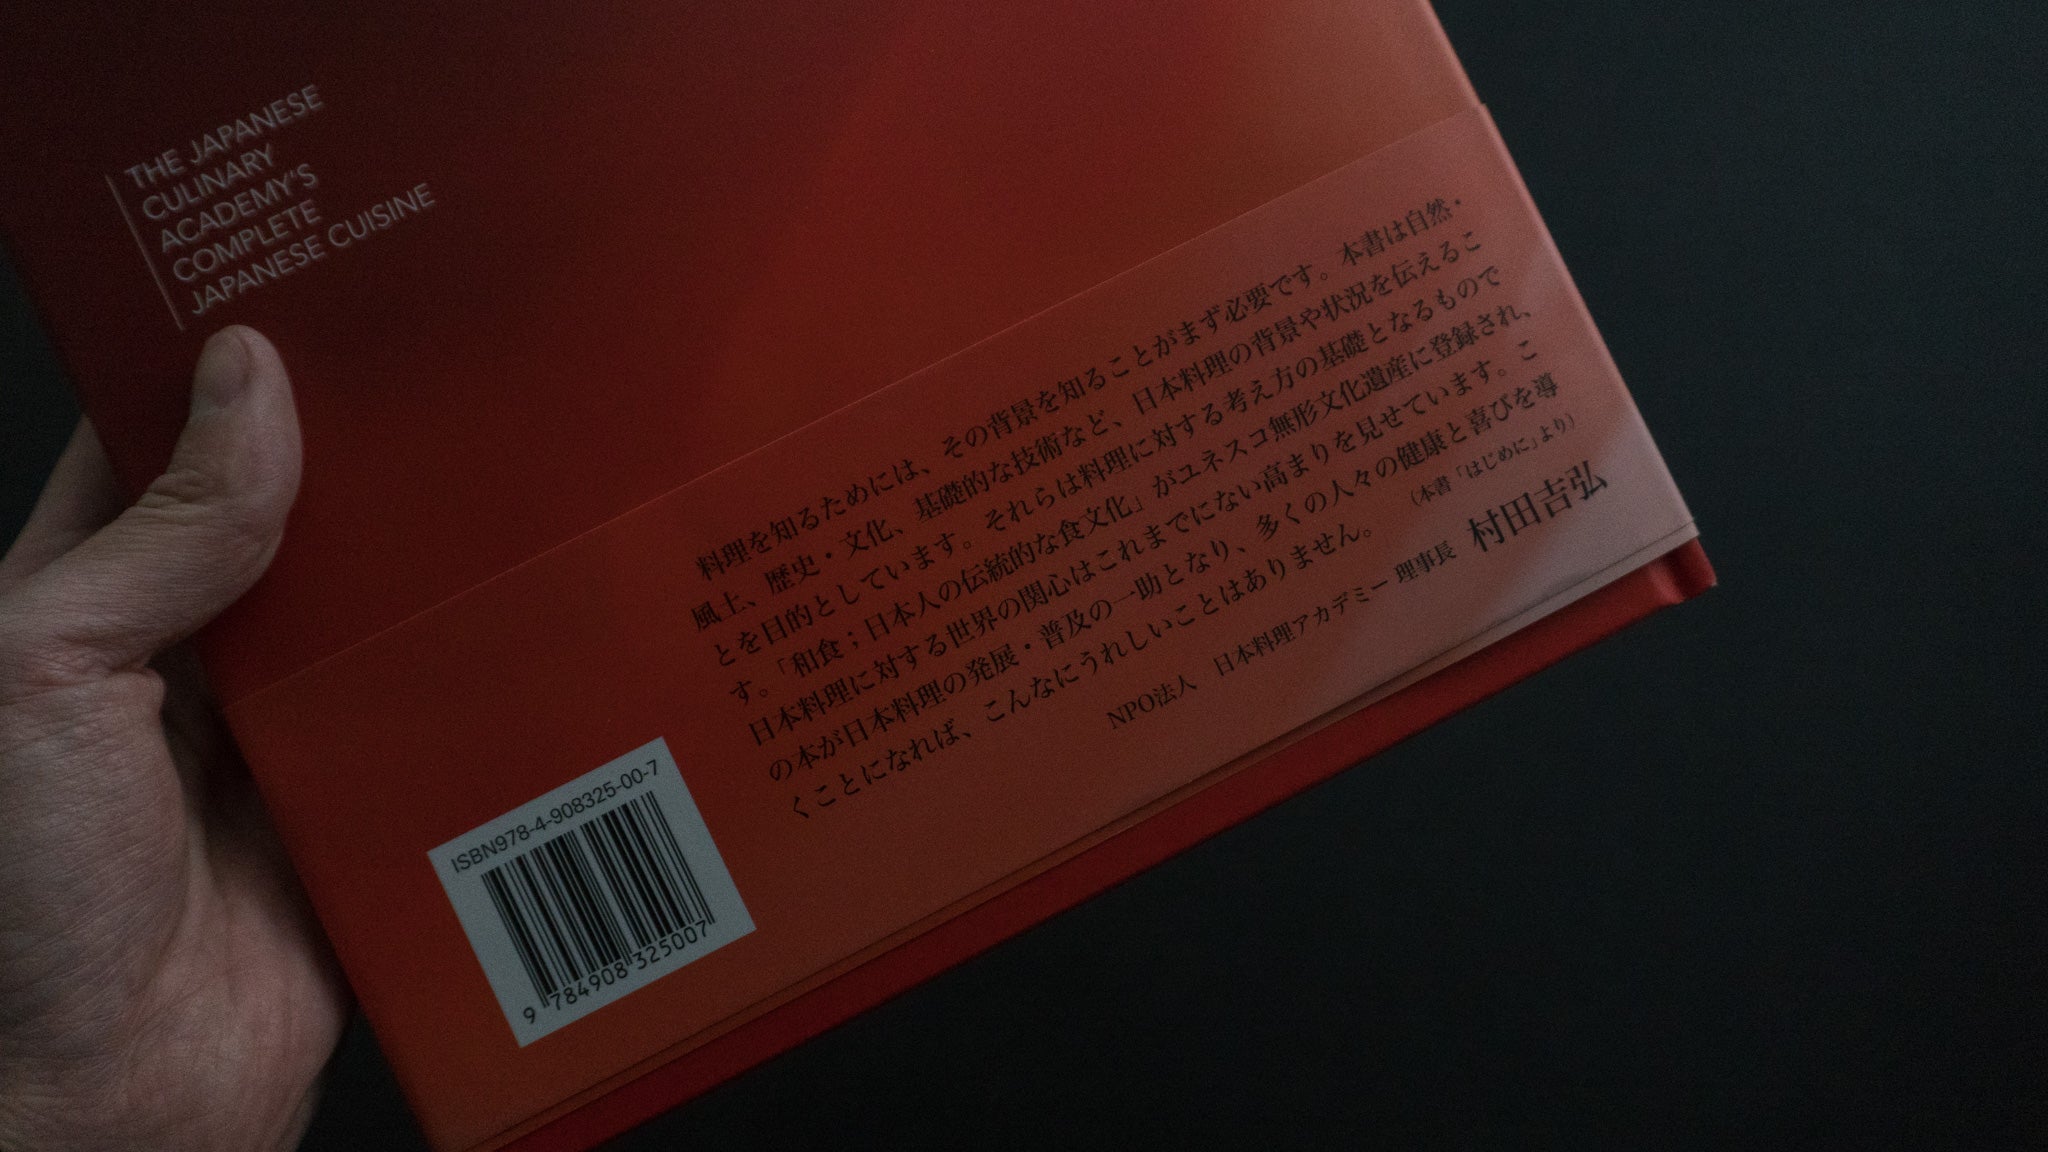 THE JAPANESE
CULINARY
ACADEMY'S
COMPLETE
JAPANESE CUISINE
料理を知るためには、その背景を知ることがまず必要です。本書は自然・
風土、歴史・文化、基礎的な技術など、日本料理の背景や状況を伝えるこ
とを目的としています。それらは料理に対する考え方の基礎となるもので
す。「和食；日本人の伝統的な食文化」がユネスコ無形文化遺産に登録され、
日本料理に対する世界の関心はこれまでにない高まりを見せています。こ
の本が日本料理の発展・普及の一助となり、多くの人々の健康と喜びを導
くことになれば、こんなにうれしいことはありません。（本書「はじめに」より）
NPO法人 日本料理アカデミー 理事長 村田吉弘
ISBN978-4-908325-00-7
9 784908 325007